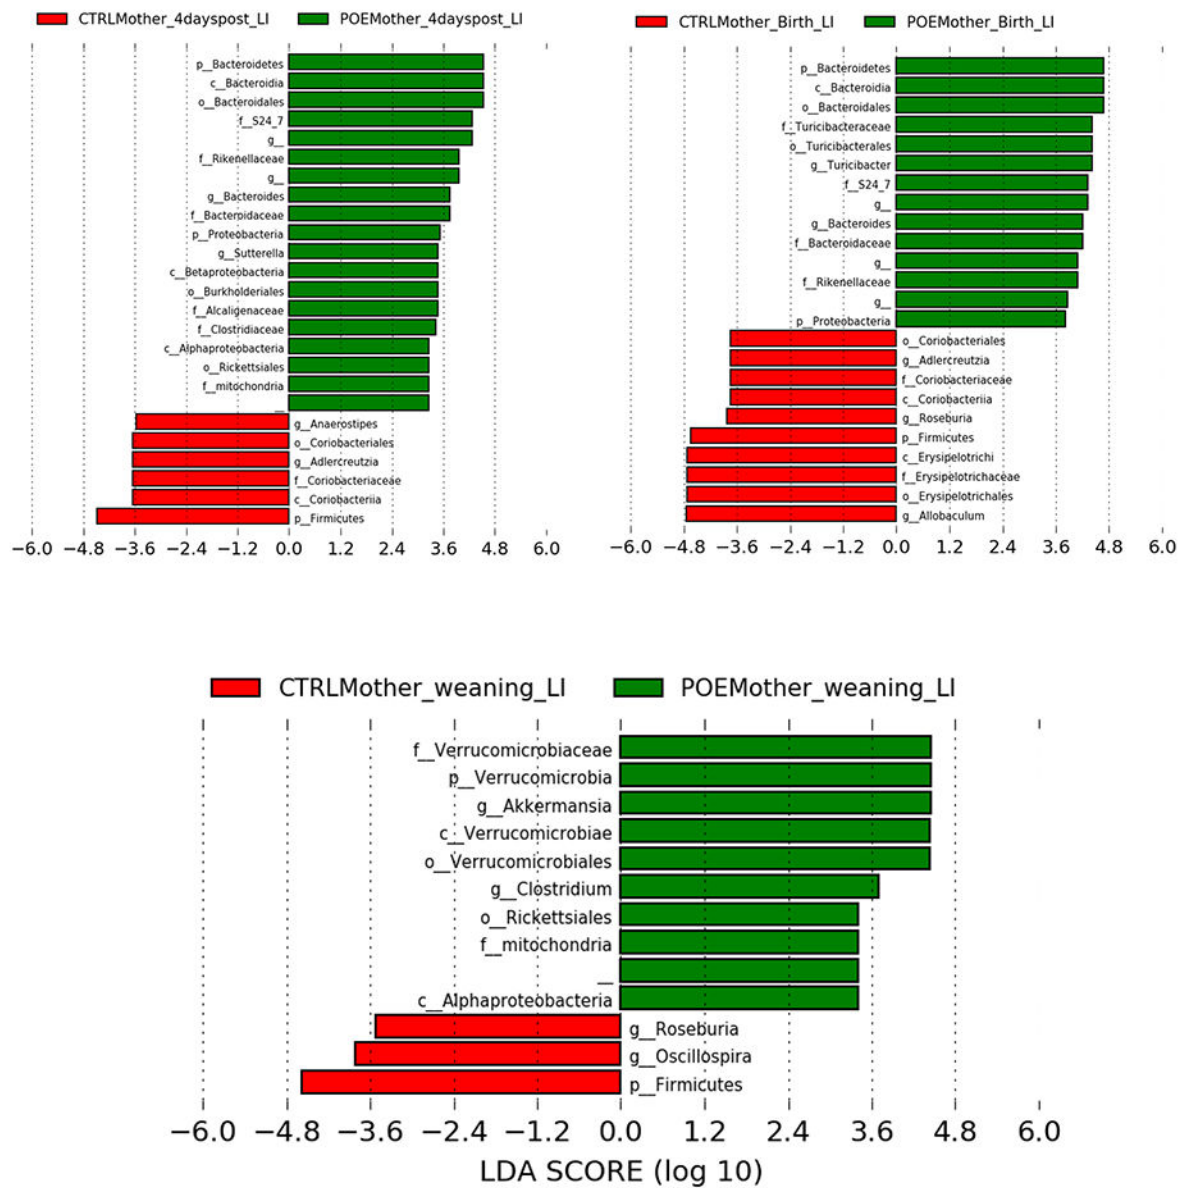 CTRLMother_4dayspost_LI POEMother_4dayspost_LI
p__Bacteroidetes
c__Bacteroidia
o__Bacteroidales
f__S24_7
g__
f__Rikenellaceae
g__
g__Bacteroides
f__Bacteroidaceae
p__Proteobacteria
g__Sutterella
c__Betaproteobacteria
o__Burkholderiales
f__Alcaligenaceae
f__Clostridiaceae
c__Alphaproteobacteria
o__Rickettsiales
f__mitochondria
__
g__Anaerostipes
o__Coriobacteriales
g__Adlercreutzia
f__Coriobacteriaceae
c__Coriobacteriia
p__Firmicutes
−6.0 −4.8 −3.6 −2.4 −1.2 0.0 1.2 2.4 3.6 4.8 6.0
CTRLMother_Birth_LI POEMother_Birth_LI
p__Bacteroidetes
c__Bacteroidia
o__Bacteroidales
f__Turicibacteraceae
o__Turicibacterales
g__Turicibacter
f__S24_7
g__
g__Bacteroides
f__Bacteroidaceae
g__
f__Rikenellaceae
g__
p__Proteobacteria
o__Coriobacteriales
g__Adlercreutzia
f__Coriobacteriaceae
c__Coriobacteriia
g__Roseburia
p__Firmicutes
c__Erysipelotrichi
f__Erysipelotrichaceae
o__Erysipelotrichales
g__Allobaculum
−6.0 −4.8 −3.6 −2.4 −1.2 0.0 1.2 2.4 3.6 4.8 6.0
CTRLMother_weaning_LI POEMother_weaning_LI
f__Verrucomicrobiaceae
p__Verrucomicrobia
g__Akkermansia
c__Verrucomicrobiae
o__Verrucomicrobiales
g__Clostridium
o__Rickettsiales
f__mitochondria
__
c__Alphaproteobacteria
g__Roseburia
g__Oscillospira
p__Firmicutes
−6.0 −4.8 −3.6 −2.4 −1.2 0.0 1.2 2.4 3.6 4.8 6.0
LDA SCORE (log 10)